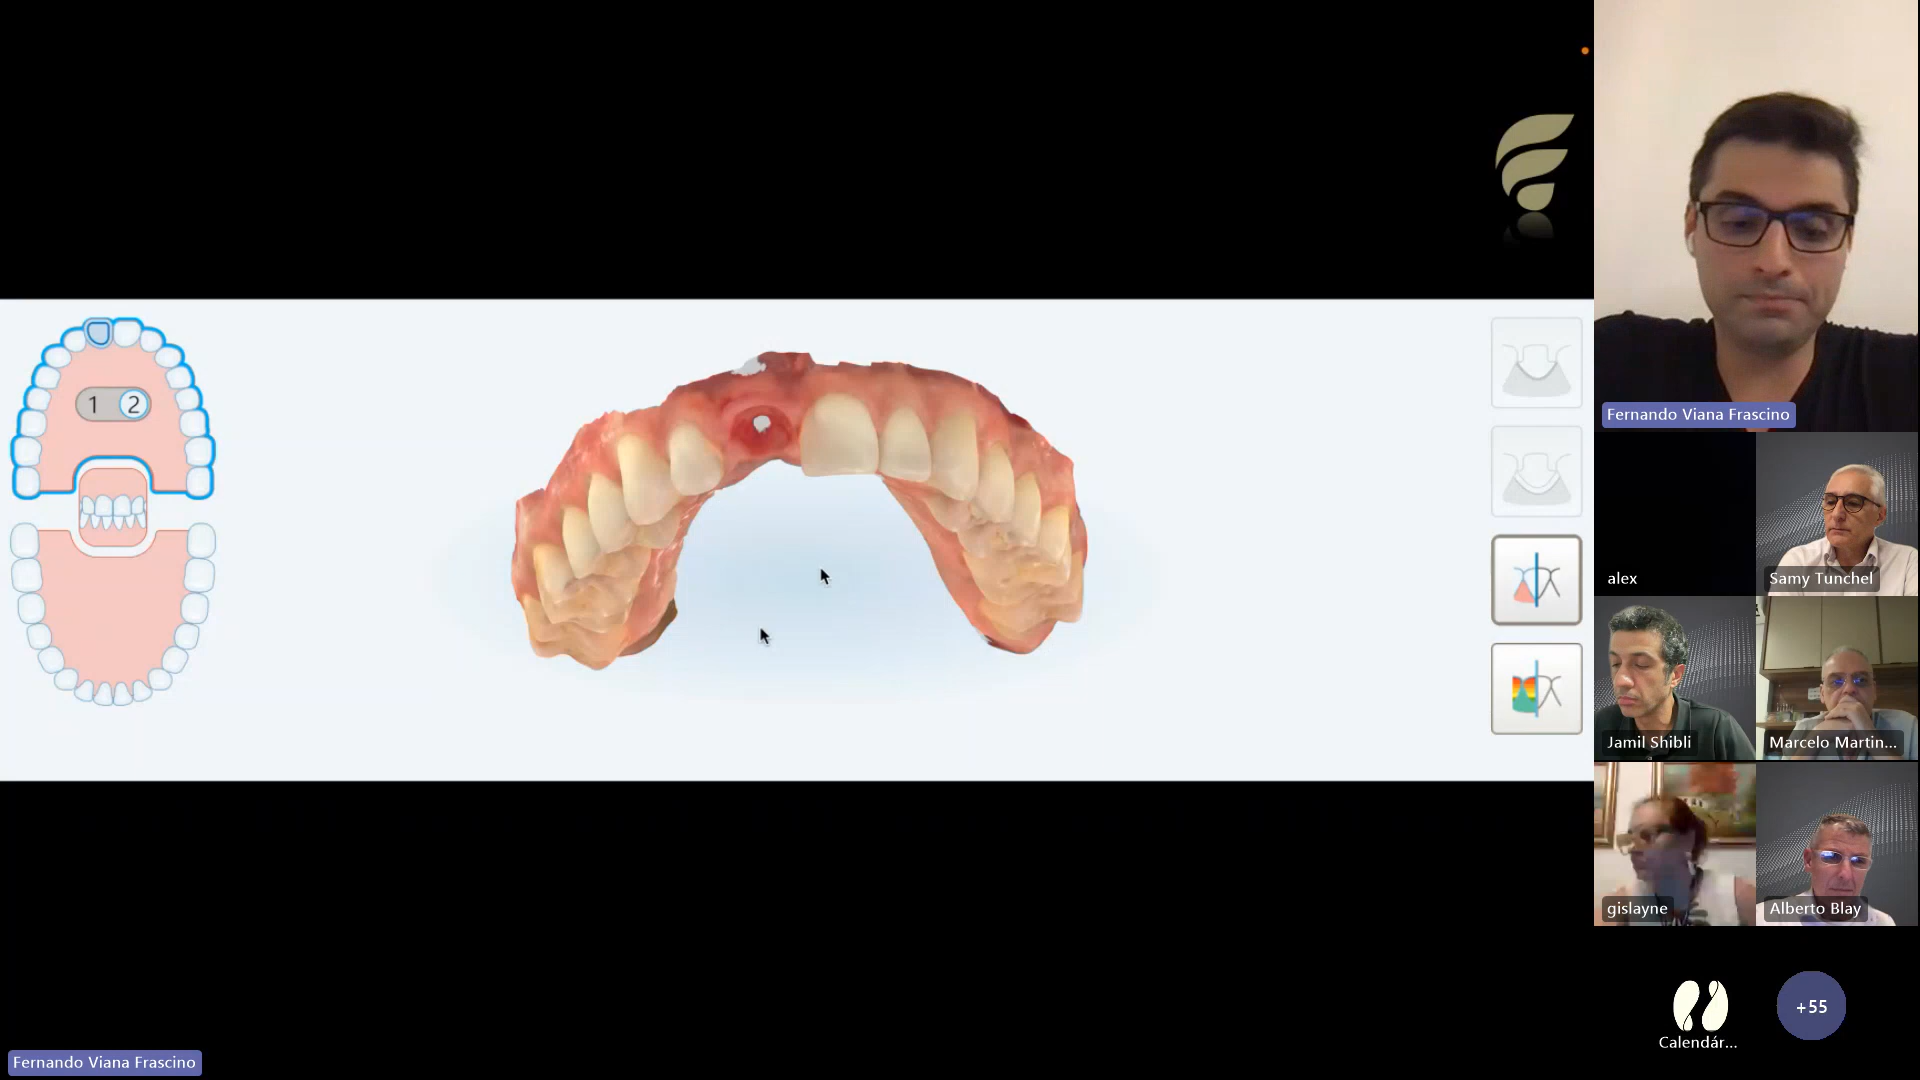 1 2
Fernando Viana Frascino
alex
Samy Tunchel
Jamil Shibli
Marcelo Martin...
gislayne
Alberto Blay
Calendár...
+55
Fernando Viana Frascino